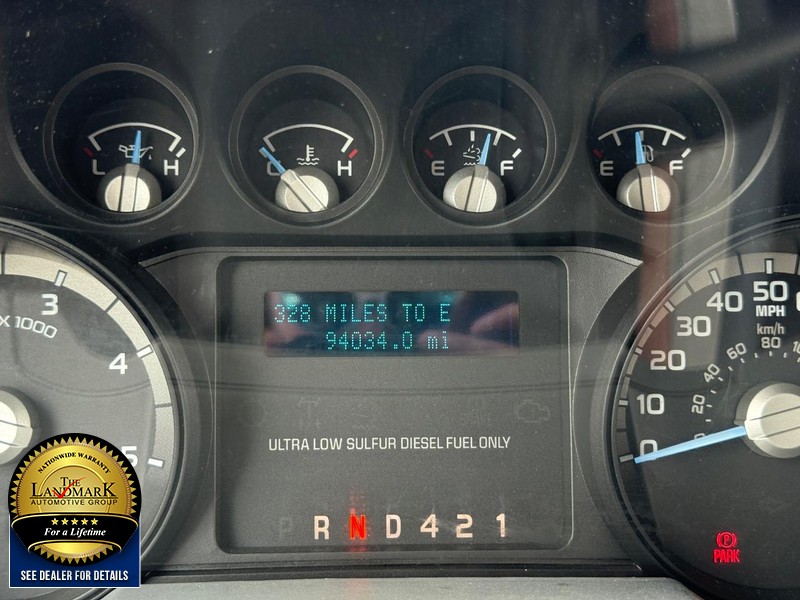 L H
C H
E F
E F
3
X 1000
4
5
328 MILES TO E
94034.0 mi
ULTRA LOW SULFUR DIESEL FUEL ONLY
P R N D 4 2 1
0
10
20
30
40
50
MPH
km/h
0
20
40
60
80
PARK
NATIONWIDE WARRANTY
THE
LANDMARK
AUTOMOTIVE GROUP
For a Lifetime
SEE DEALER FOR DETAILS